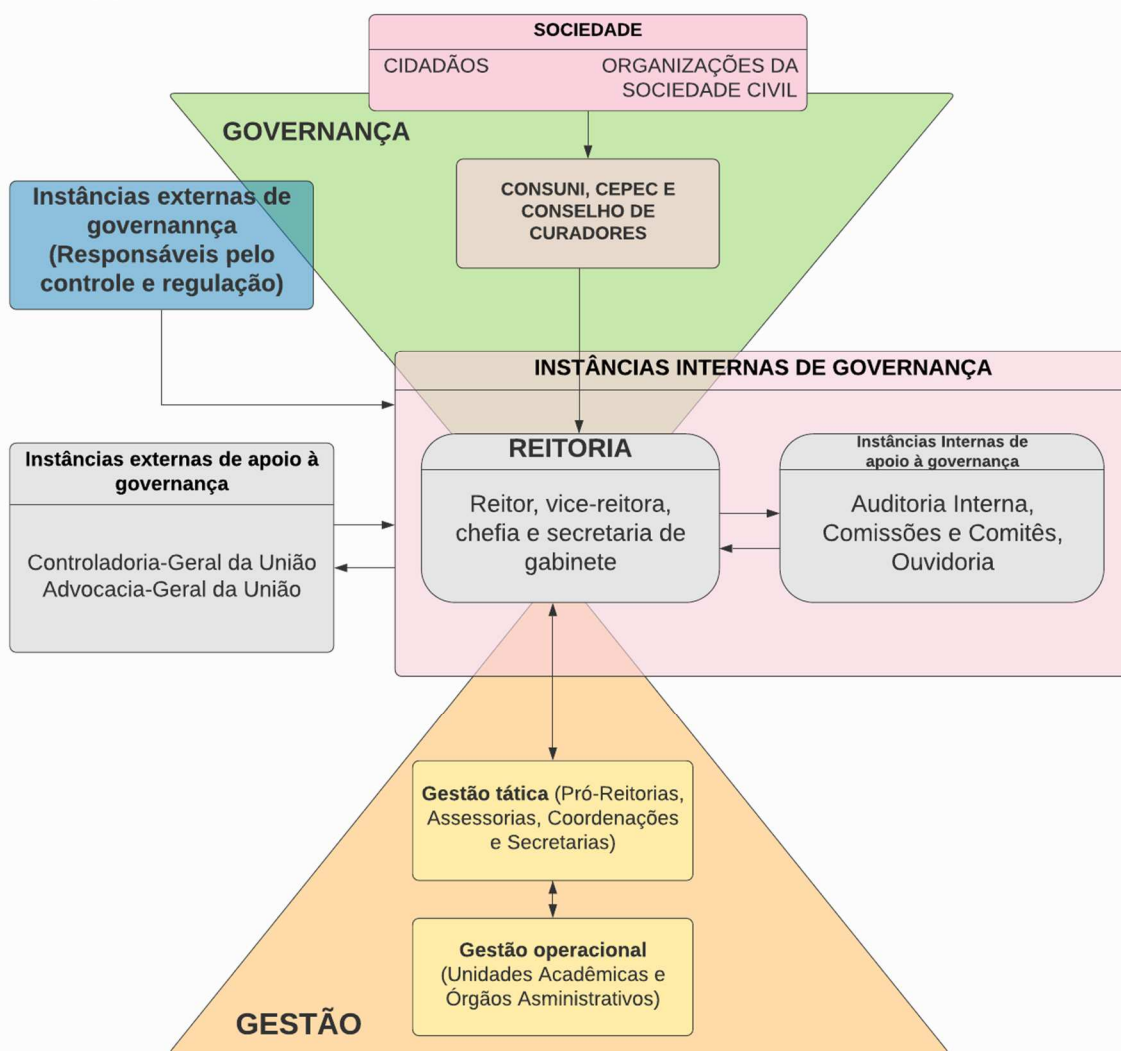 SOCIEDADE
CIDADÃOS
ORGANIZAÇÕES DA
SOCIEDADE CIVIL
GOVERNANÇA
CONSUNI, CEPEC E
CONSELHO DE
CURADORES
Instâncias externas de
governannça
(Responsáveis pelo
controle e regulação)
INSTÂNCIAS INTERNAS DE GOVERNANÇA
REITORIA
Reitor, vice-reitora,
chefia e secretaria de
gabinete
Instâncias Internas de
apoio à governança
Auditoria Interna,
Comissões e Comitês,
Ouvidoria
Instâncias externas de apoio à
governança
Controladoria-Geral da União
Advocacia-Geral da União
Gestão tática (Pró-Reitorias,
Assessorias, Coordenações
e Secretarias)
Gestão operacional
(Unidades Acadêmicas e
Órgãos Asministrativos)
GESTÃO